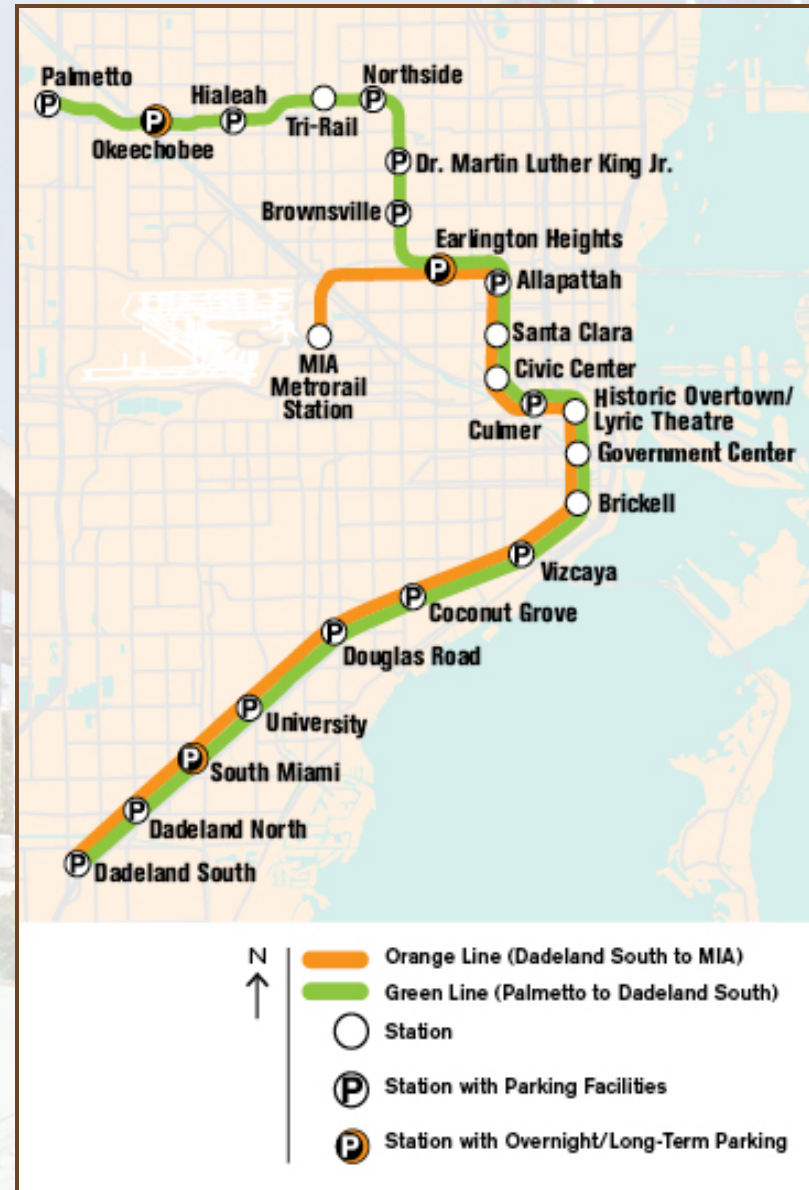 Palmetto
Hialeah
Northside
Okeechobee
Tri-Rail
Dr. Martin Luther King Jr.
Brownsville
Earlington Heights
Allapattah
MIA
Metrorail
Station
Santa Clara
Civic Center
Culmer
Historic Overtown/
Lyric Theatre
Government Center
Brickell
Vizcaya
Coconut Grove
Douglas Road
University
South Miami
Dadeland North
Dadeland South
N
Orange Line (Dadeland South to MIA)
Green Line (Palmetto to Dadeland South)
Station
P Station with Parking Facilities
P Station with Overnight/Long-Term Parking